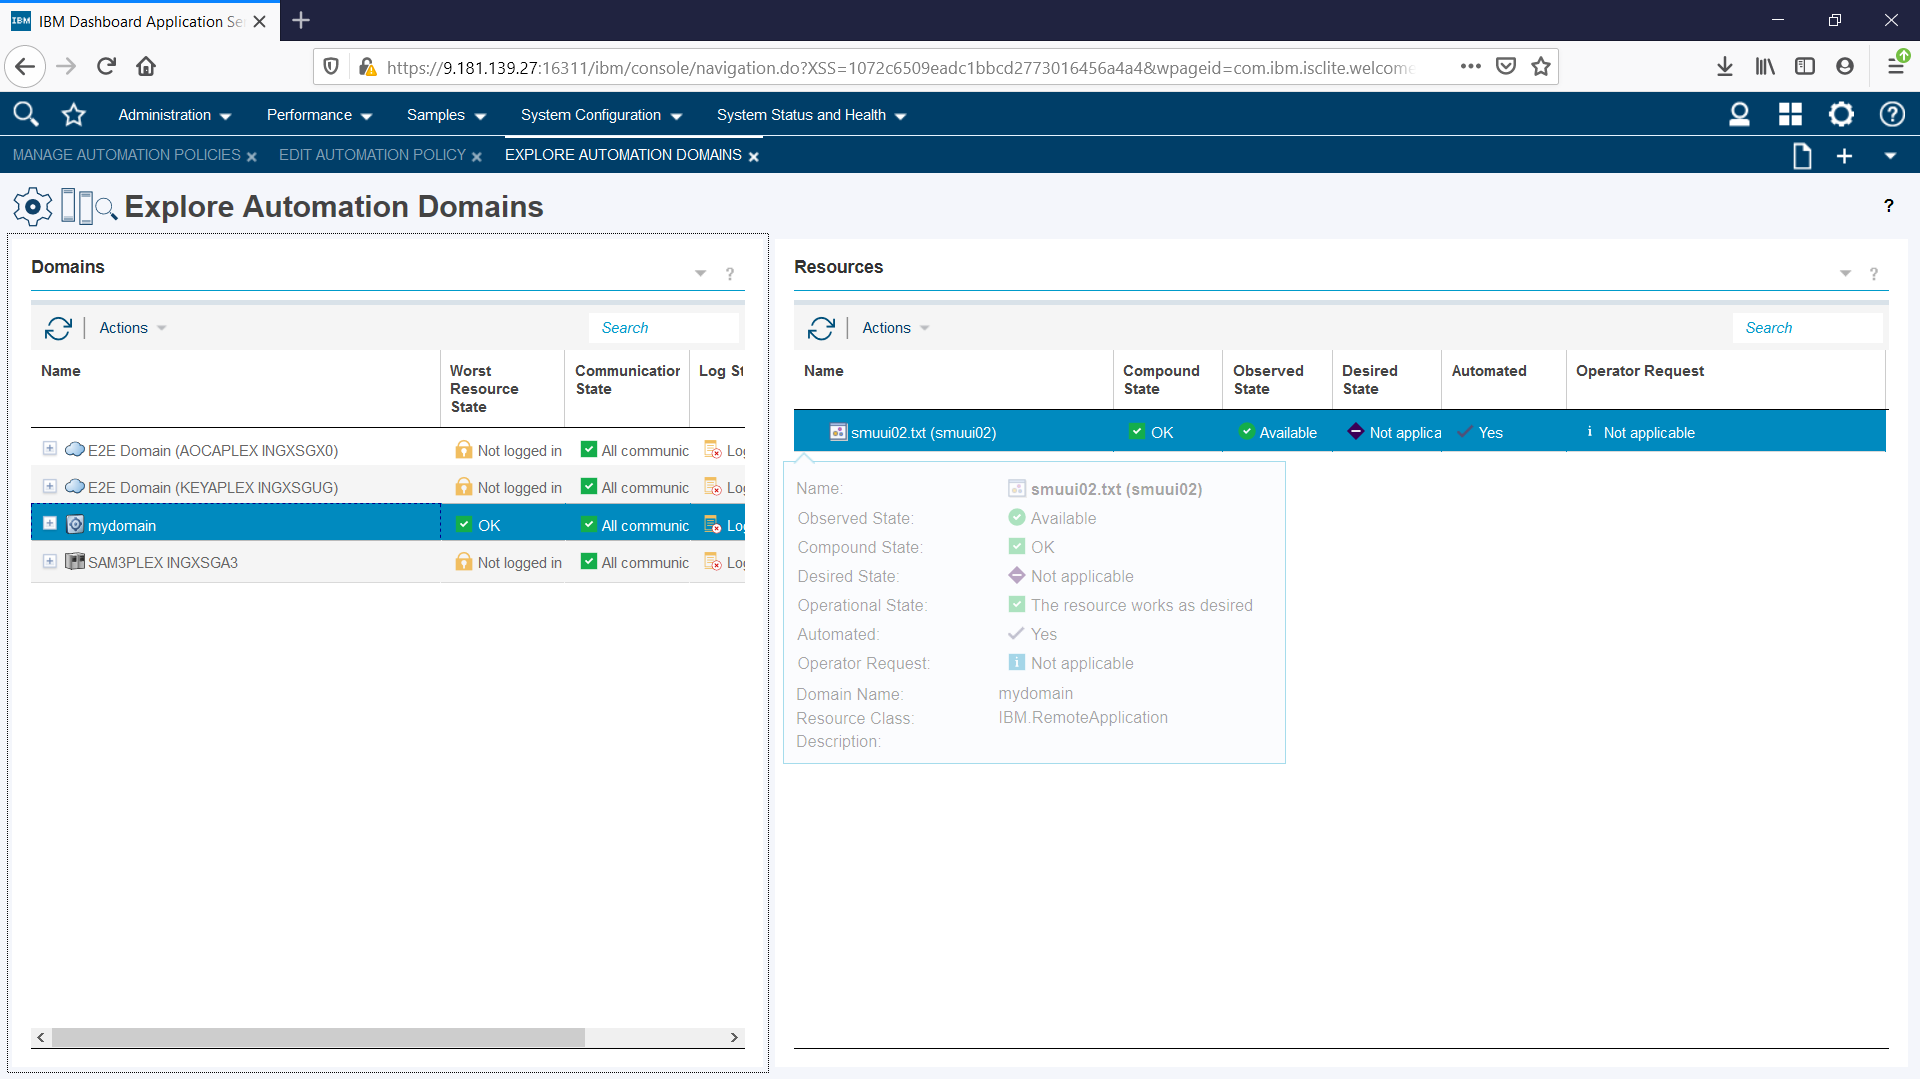 IBM Dashboard Application Se
https://9.181.139.27:16311/ibm/console/navigation.do?XSS=1072c6509eadc1bbcd2773016456a4a4&wpageid=com.ibm.isclite.welcome
Administration Performance Samples System Configuration System Status and Health
MANAGE AUTOMATION POLICIES EDIT AUTOMATION POLICY EXPLORE AUTOMATION DOMAINS
Explore Automation Domains ?
Domains ?
Actions Search
Name Worst Resource State Communication State Log St
E2E Domain (AOCAPLEX INGXSGX0) Not logged in All communic Log
E2E Domain (KEYAPLEX INGXSGUG) Not logged in All communic Log
mydomain OK All communic Log
SAM3PLEX INGXSGA3 Not logged in All communic Log
Resources ?
Actions Search
Name Compound State Observed State Desired State Automated Operator Request
smuui02.txt (smuui02) OK Available Not applica Yes Not applicable
Name: smuui02.txt (smuui02)
Observed State: Available
Compound State: OK
Desired State: Not applicable
Operational State: The resource works as desired
Automated: Yes
Operator Request: Not applicable
Domain Name: mydomain
Resource Class: IBM.RemoteApplication
Description: